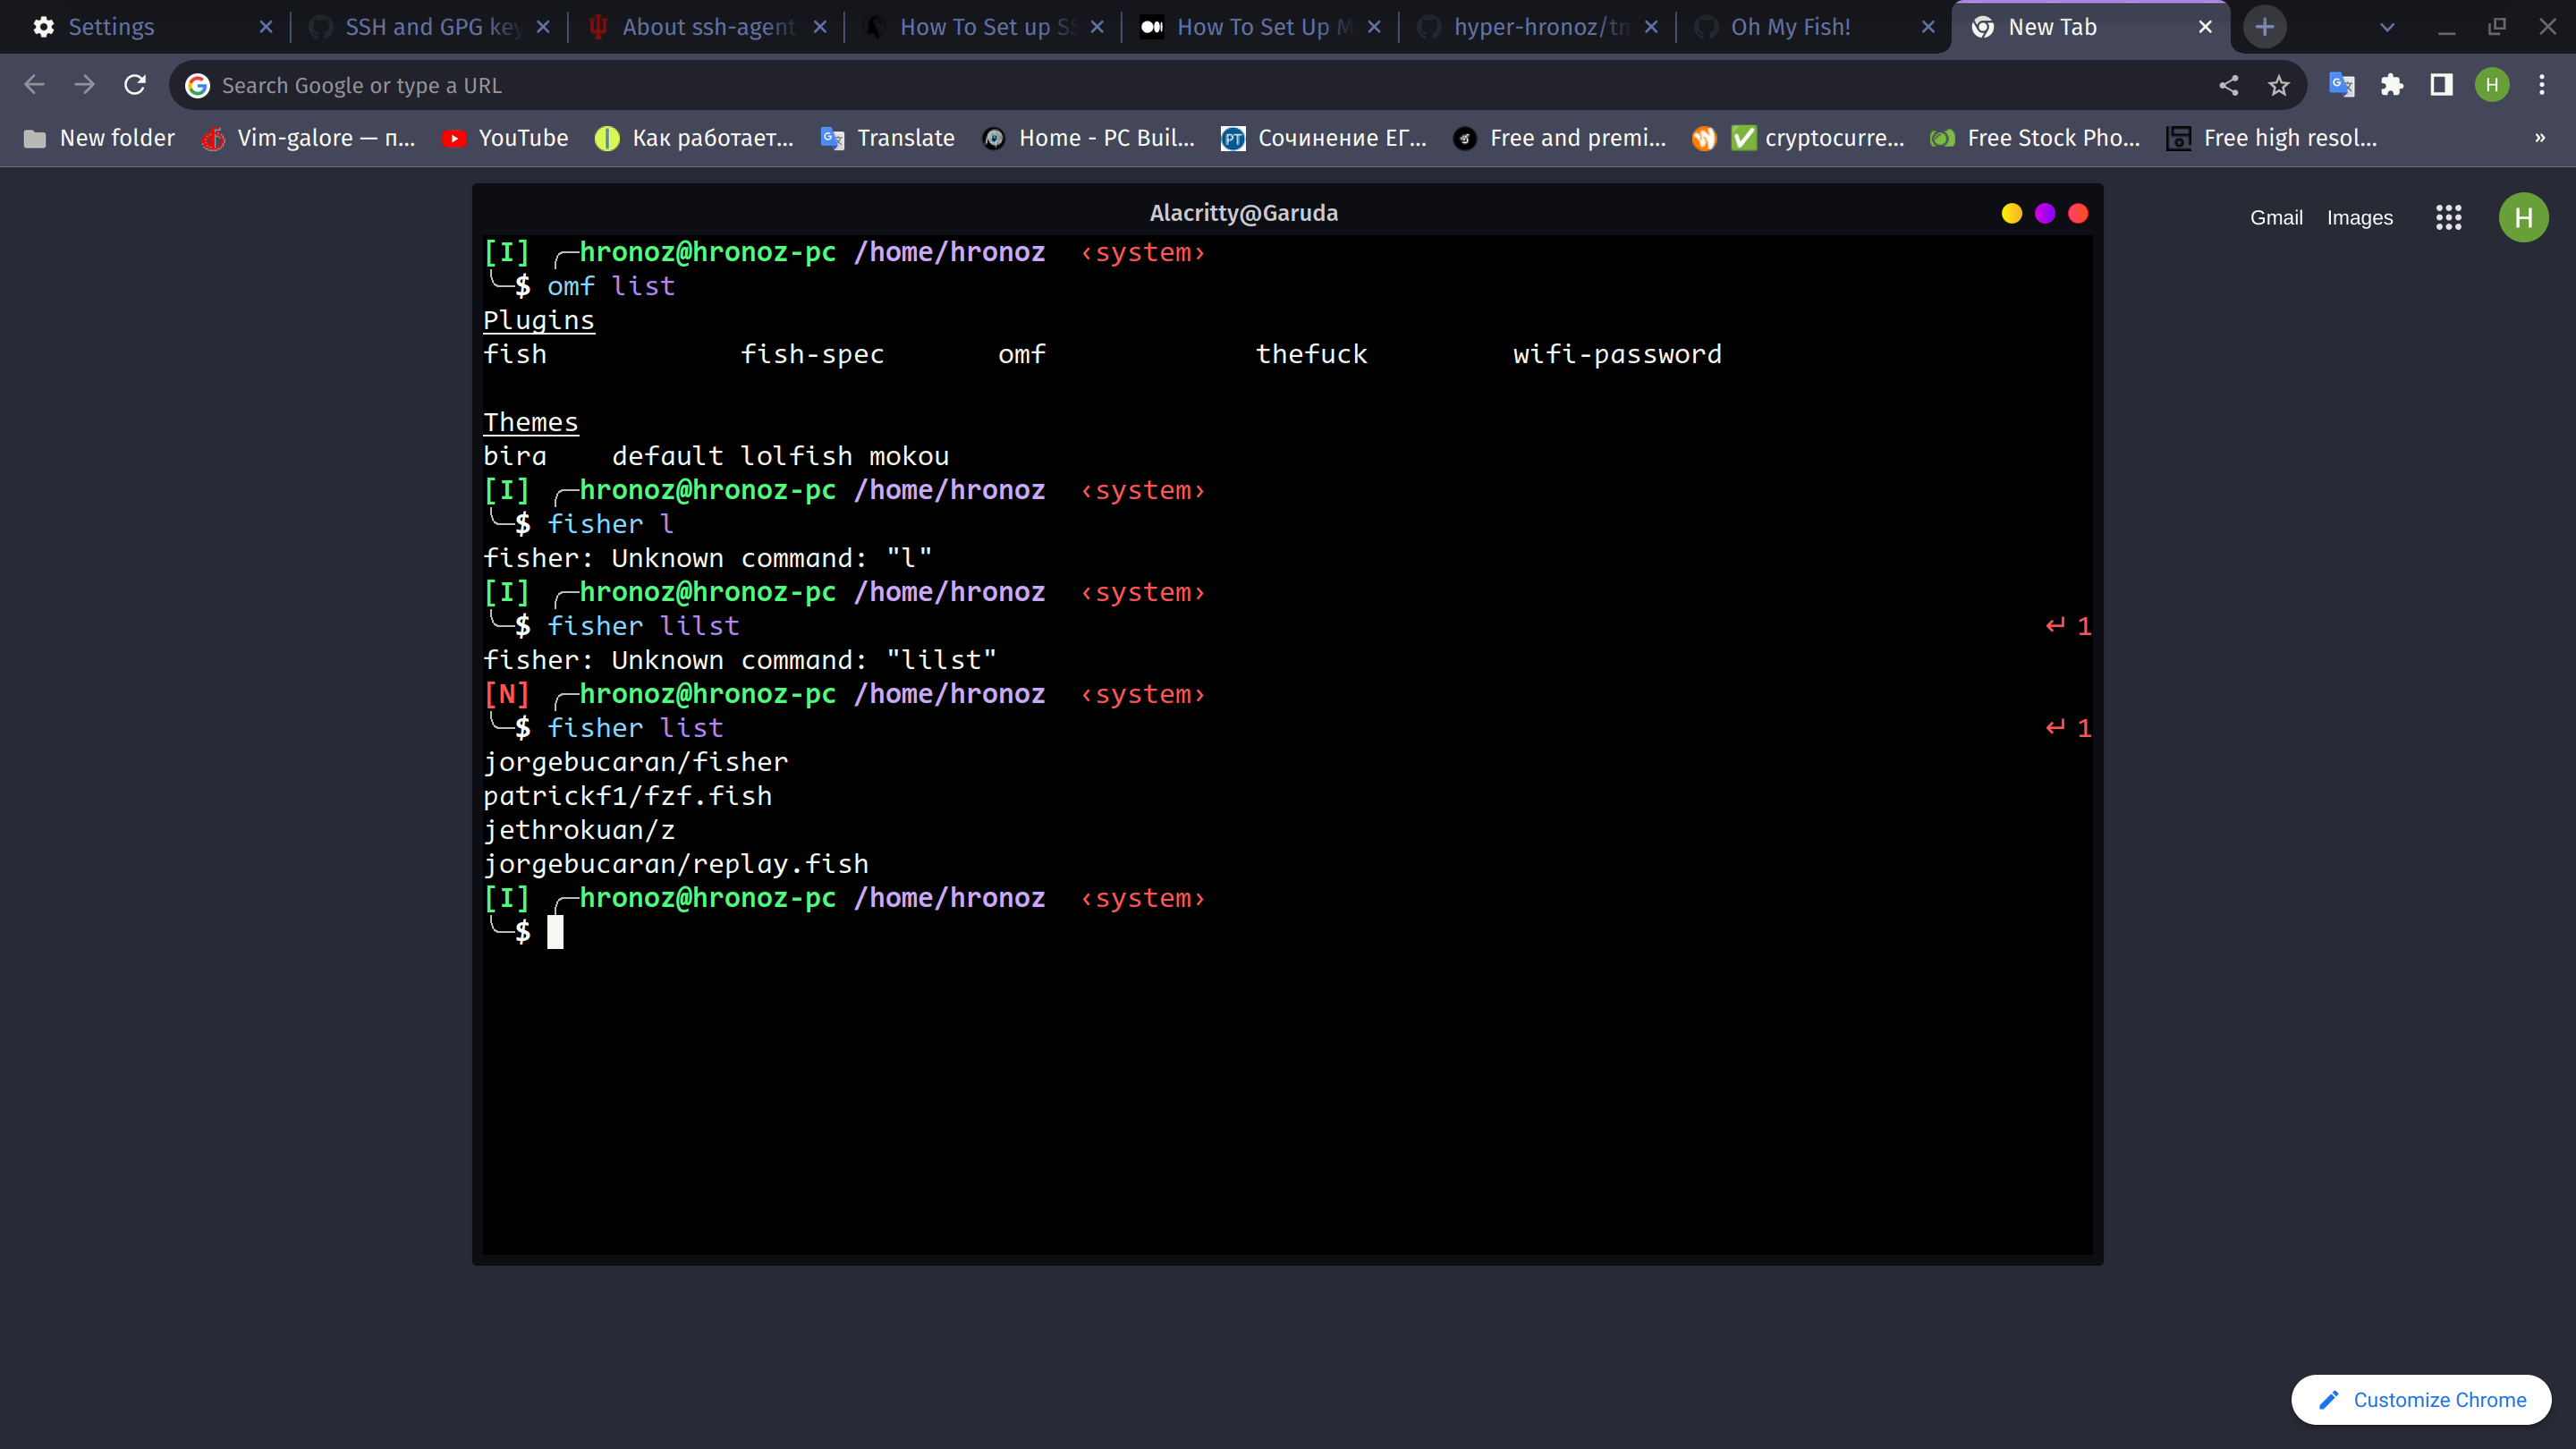 Settings
SSH and GPG key
About ssh-agent
How To Set up SS
How To Set Up M
hyper-hronoz/tm
Oh My Fish!
New Tab
Search Google or type a URL
H
New folder
Vim-galore — п...
YouTube
Как работает...
Translate
Home - PC Buil...
РТ
Сочинение ЕГ...
Free and premi...
✅ cryptocurre...
Free Stock Pho...
Free high resol...
»
Gmail
Images
H
Alacritty@Garuda
[I] ╭─hronoz@hronoz-pc /home/hronoz ‹system›
╰─$ omf list
Plugins
fish fish-spec omf thefuck wifi-password
Themes
bira default lolfish mokou
[I] ╭─hronoz@hronoz-pc /home/hronoz ‹system›
╰─$ fisher l
fisher: Unknown command: "l"
[I] ╭─hronoz@hronoz-pc /home/hronoz ‹system›
╰─$ fisher lilst ↵ 1
fisher: Unknown command: "lilst"
[N] ╭─hronoz@hronoz-pc /home/hronoz ‹system›
╰─$ fisher list ↵ 1
jorgebucaran/fisher
patrickf1/fzf.fish
jethrokuan/z
jorgebucaran/replay.fish
[I] ╭─hronoz@hronoz-pc /home/hronoz ‹system›
╰─$
Customize Chrome